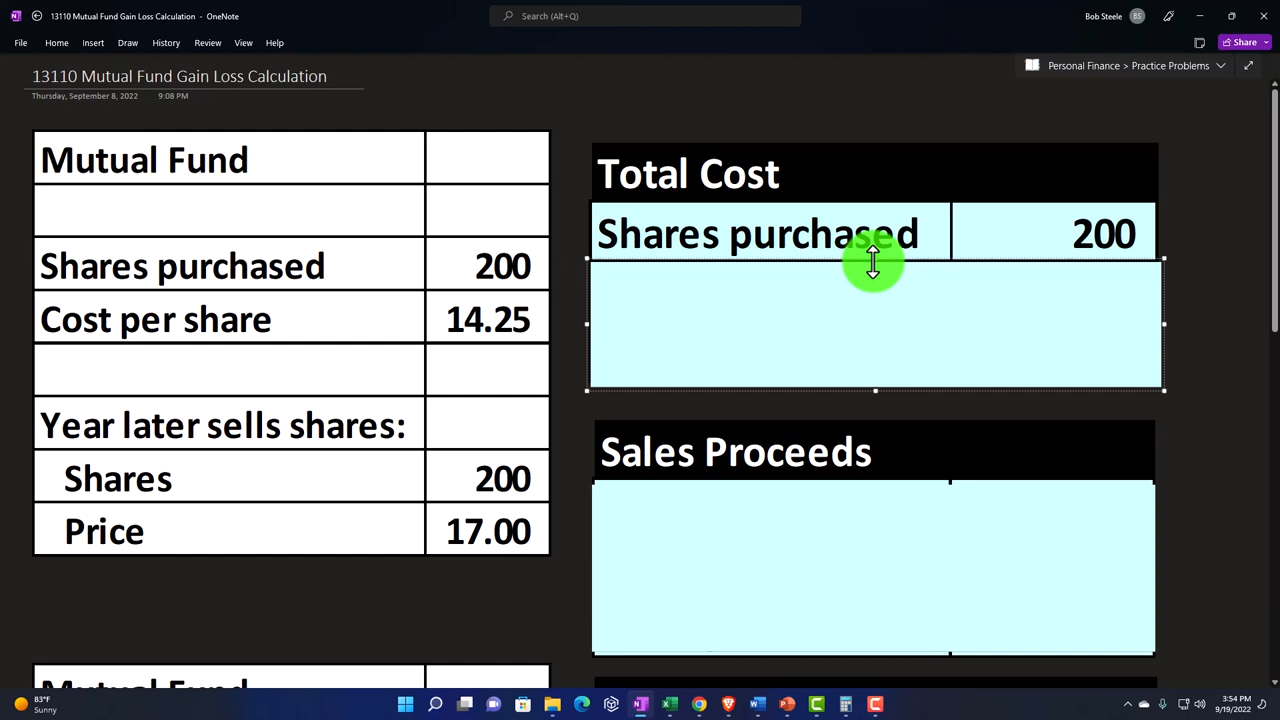 13110 Mutual Fund Gain Loss Calculation - OneNote
Search (Alt+Q)
Bob Steele
BS
File Home Insert Draw History Review View Help
Share
13110 Mutual Fund Gain Loss Calculation
Thursday, September 8, 2022 9:08 PM
Personal Finance > Practice Problems
Mutual Fund
Shares purchased 200
Cost per share 14.25
Year later sells shares:
Shares 200
Price 17.00
Total Cost
Shares purchased 200
Sales Proceeds
Mutual Fund
83°F
Sunny
3:54 PM
9/19/2022